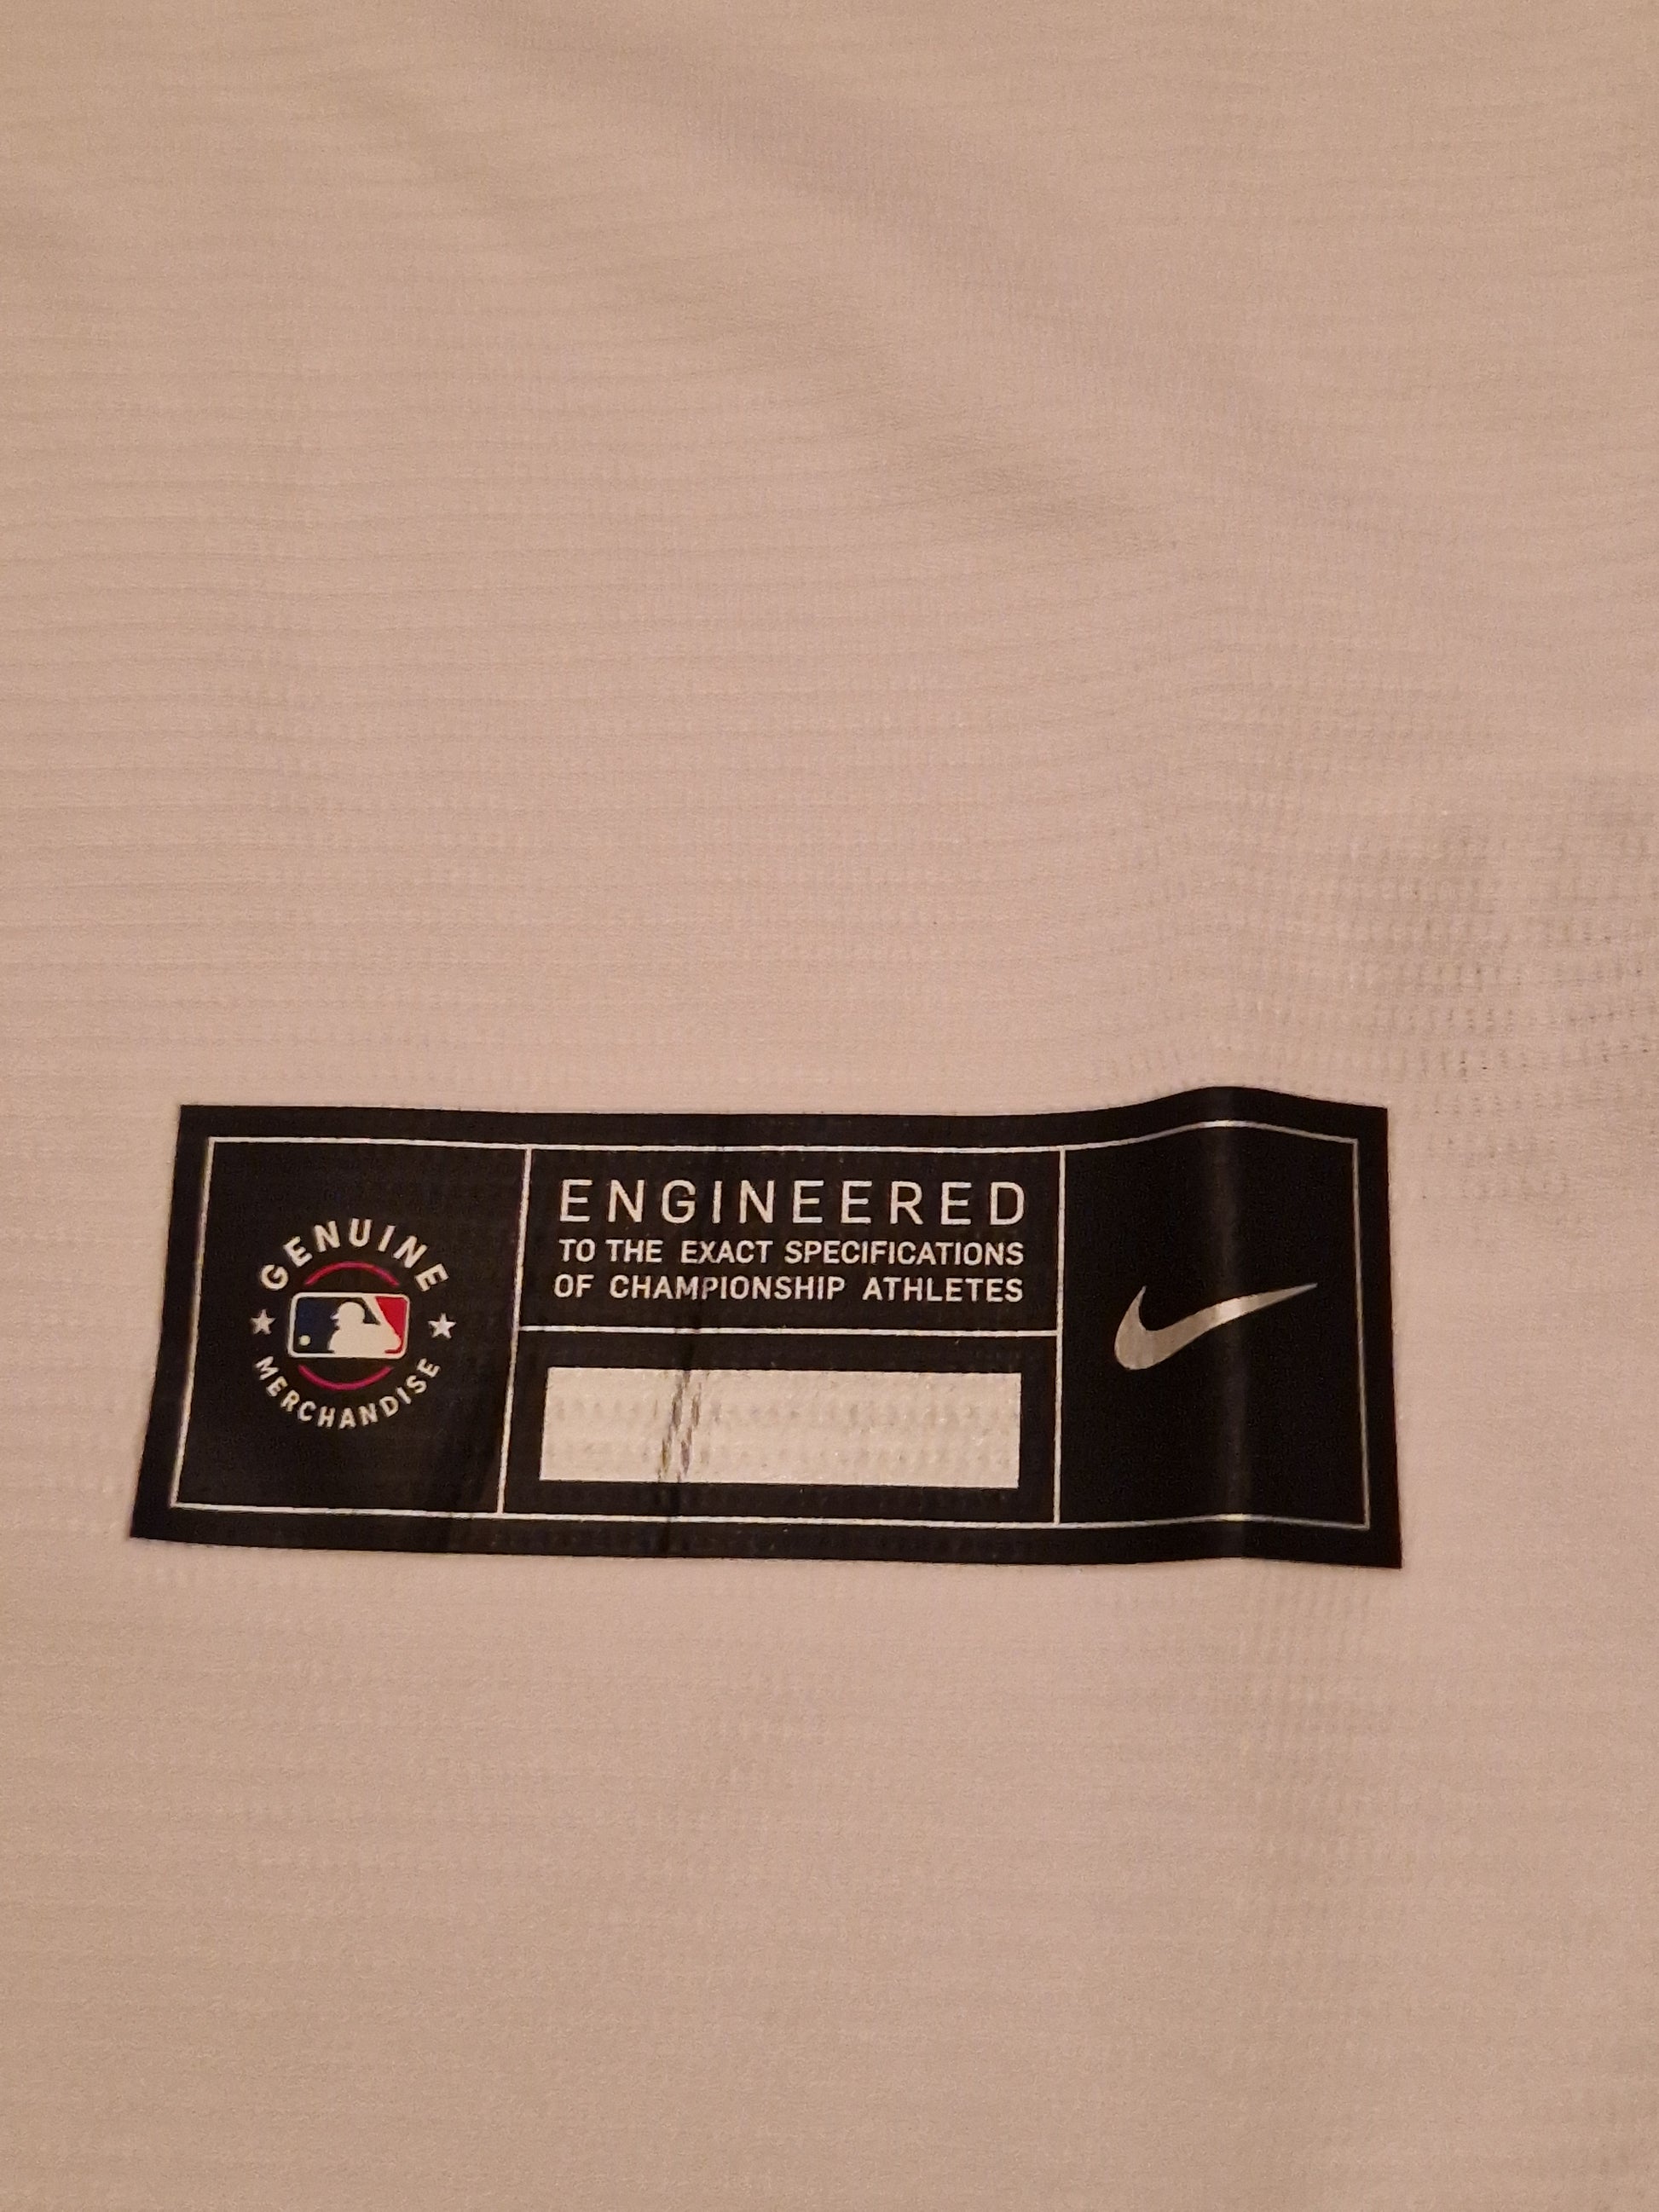 GENUINE
MERCHANDISE
ENGINEERED
TO THE EXACT SPECIFICATIONS
OF CHAMPIONSHIP ATHLETES